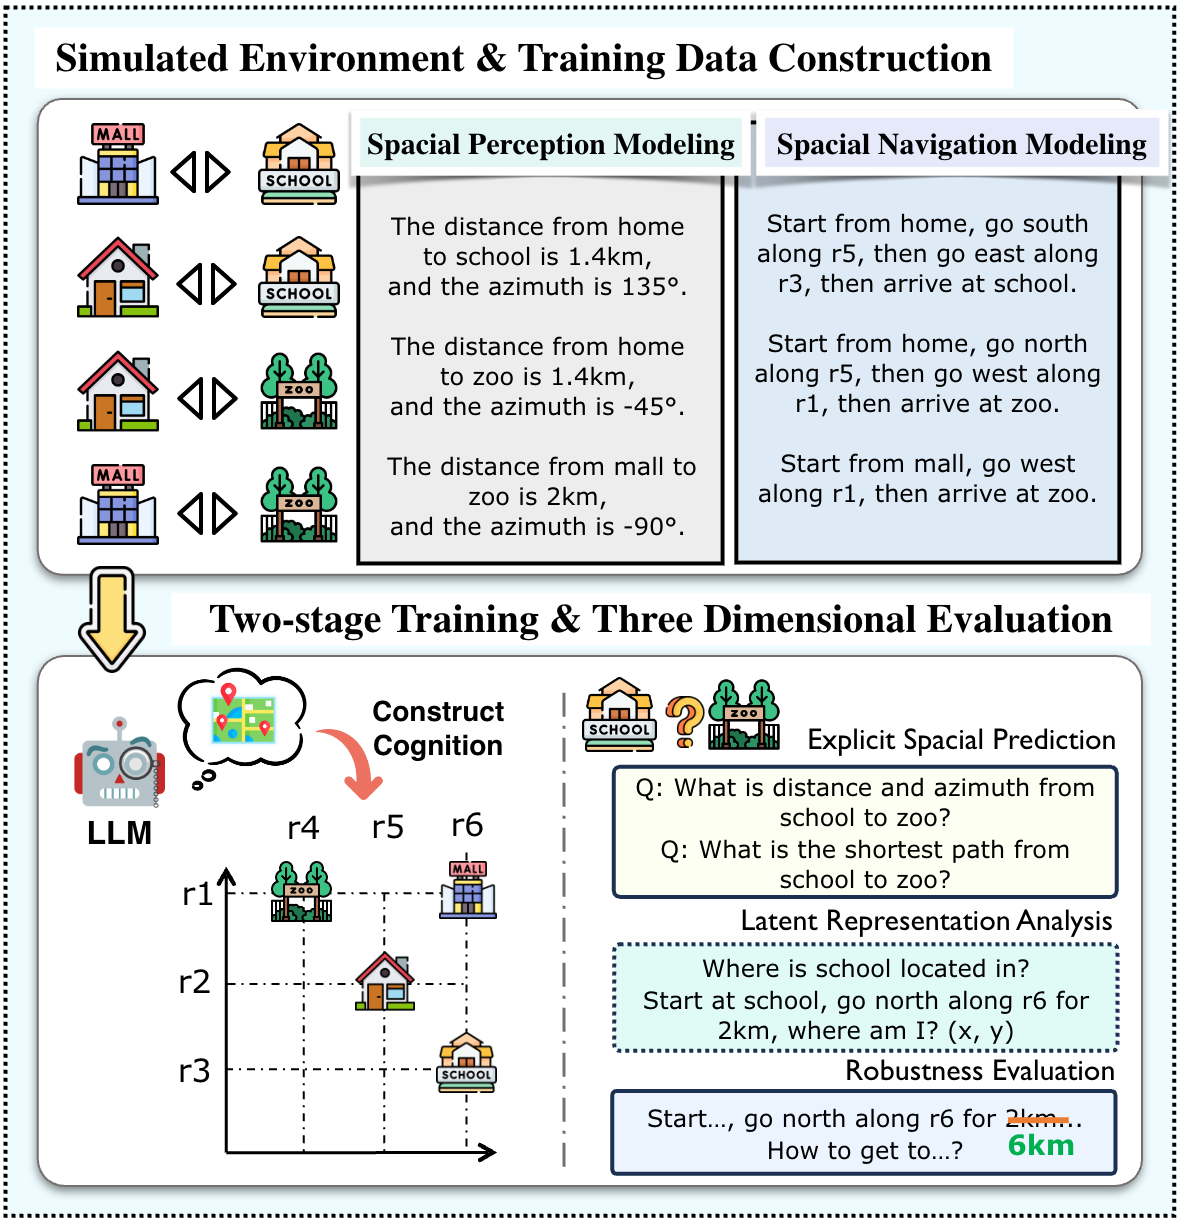 Simulated Environment & Training Data Construction
MALL
SCHOOL
SCHOOL
ZOO
MALL
ZOO
Spacial Perception Modeling
The distance from home
to school is 1.4km,
and the azimuth is 135°.
The distance from home
to zoo is 1.4km,
and the azimuth is -45°.
The distance from mall to
zoo is 2km,
and the azimuth is -90°.
Spacial Navigation Modeling
Start from home, go south
along r5, then go east along
r3, then arrive at school.
Start from home, go north
along r5, then go west along
r1, then arrive at zoo.
Start from mall, go west
along r1, then arrive at zoo.
Two-stage Training & Three Dimensional Evaluation
LLM
Construct
Cognition
r4 r5 r6
r1
ZOO
MALL
r2
r3
SCHOOL
SCHOOL
ZOO
Explicit Spacial Prediction
Q: What is distance and azimuth from
school to zoo?
Q: What is the shortest path from
school to zoo?
Latent Representation Analysis
Where is school located in?
Start at school, go north along r6 for
2km, where am I? (x, y)
Robustness Evaluation
Start..., go north along r6 for 2km...
How to get to...?
6km